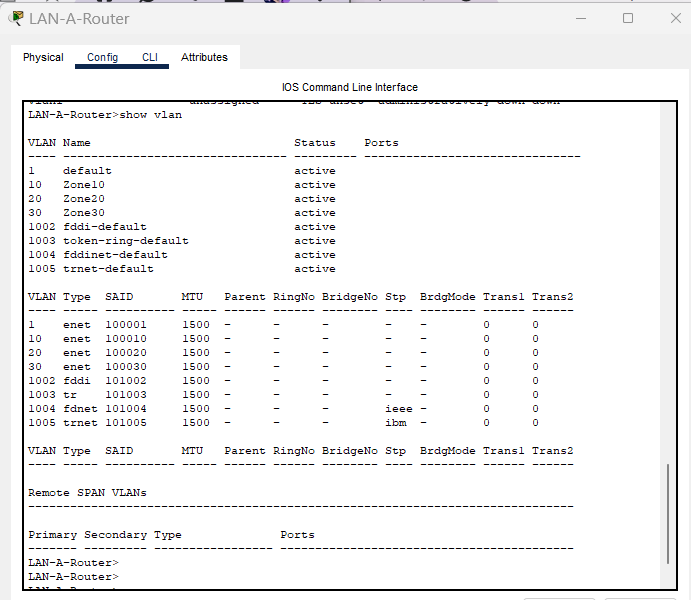 LAN-A-Router
Physical Config CLI Attributes
IOS Command Line Interface
LAN-A-Router>show vlan
VLAN Name Status Ports
---- -------------------------------- --------- -------------------------------
1 default active
10 Zone10 active
20 Zone20 active
30 Zone30 active
1002 fddi-default active
1003 token-ring-default active
1004 fddinet-default active
1005 trnet-default active
VLAN Type SAID MTU Parent RingNo BridgeNo Stp BrdgMode Trans1 Trans2
---- ----- ---------- ----- ------ ------ -------- ---- -------- ------ ------
1 enet 100001 1500 - - - - - 0 0
10 enet 100010 1500 - - - - - 0 0
20 enet 100020 1500 - - - - - 0 0
30 enet 100030 1500 - - - - - 0 0
1002 fddi 101002 1500 - - - - - 0 0
1003 tr 101003 1500 - - - - - 0 0
1004 fdnet 101004 1500 - - - ieee - 0 0
1005 trnet 101005 1500 - - - ibm - 0 0
VLAN Type SAID MTU Parent RingNo BridgeNo Stp BrdgMode Trans1 Trans2
---- ----- ---------- ----- ------ ------ -------- ---- -------- ------ ------
Remote SPAN VLANs
------------------------------------------------------------------------------
Primary Secondary Type Ports
------- --------- ----------------- ------------------------------------------
LAN-A-Router>
LAN-A-Router>